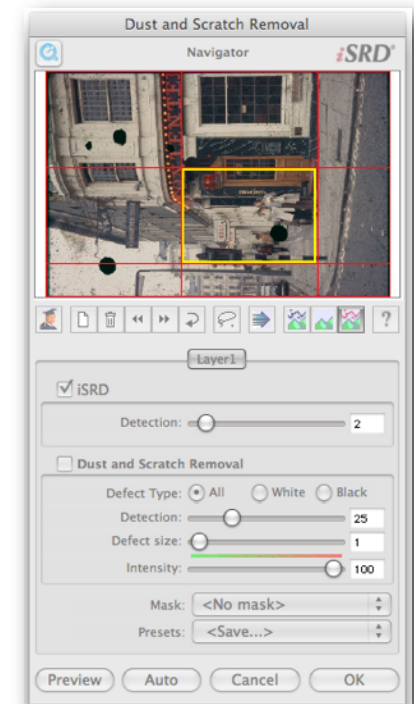 Dust and Scratch Removal
Navigator
iSRD®
Layer1
iSRD
Detection: 2
Dust and Scratch Removal
Defect Type: All White Black
Detection: 25
Defect size: 1
Intensity: 100
Mask: <No mask>
Presets: <Save...>
Preview Auto Cancel OK